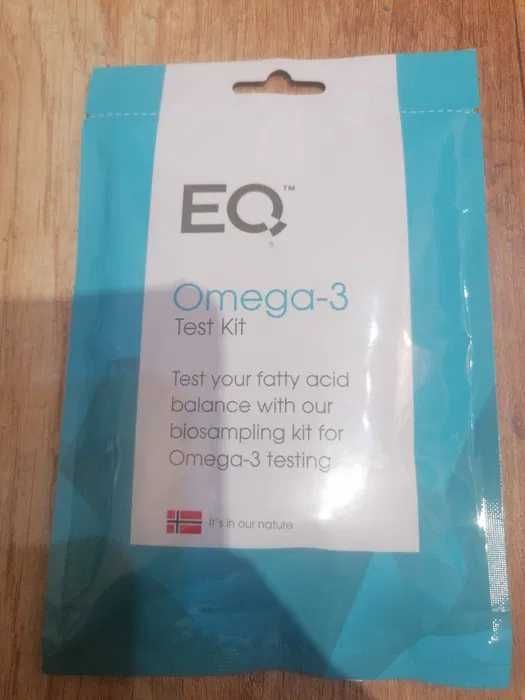 EQ™
Omega-3
Test Kit
Test your fatty acid
balance with our
biosampling kit for
Omega-3 testing
It's in our nature